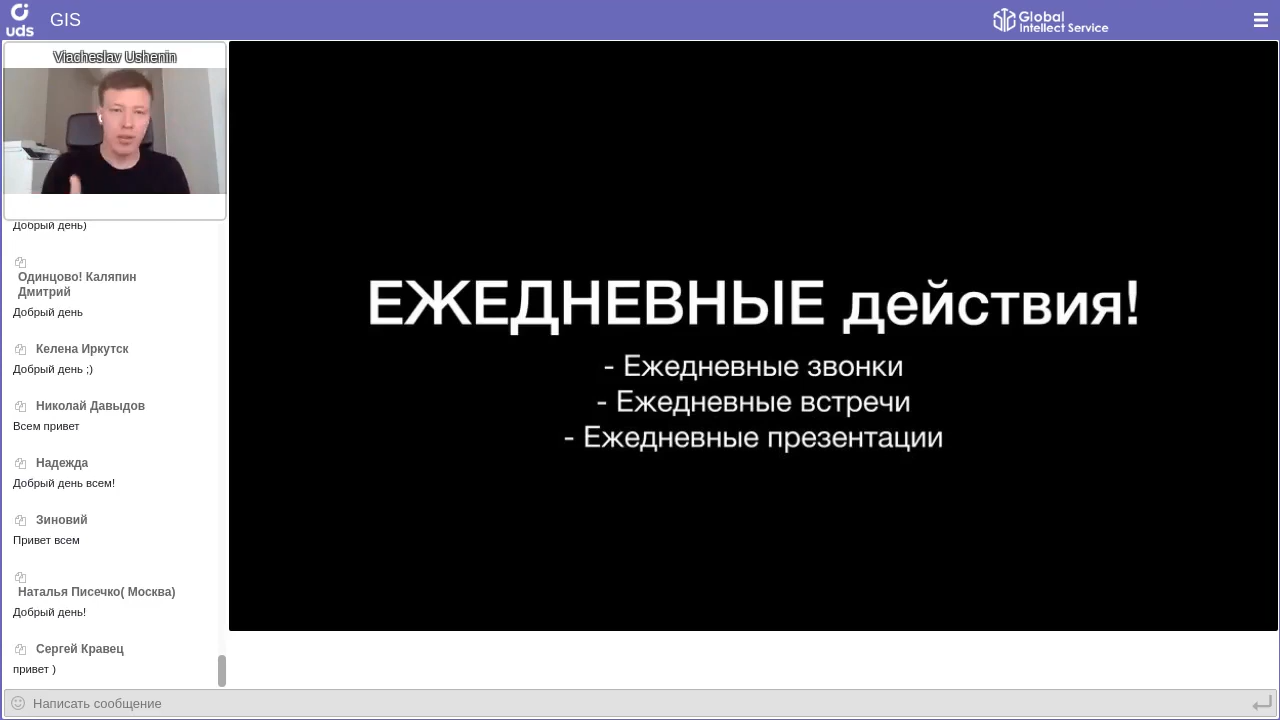 uds
GIS
Global
Intellect Service
Viacheslav Ushenin
Добрый день)
Одинцово! Каляпин
Дмитрий
Добрый день
Келена Иркутск
Добрый день ;)
Николай Давыдов
Всем привет
Надежда
Добрый день всем!
Зиновий
Привет всем
Наталья Писечко( Москва)
Добрый день!
Сергей Кравец
привет )
ЕЖЕДНЕВНЫЕ действия!
- Ежедневные звонки
- Ежедневные встречи
- Ежедневные презентации
Написать сообщение